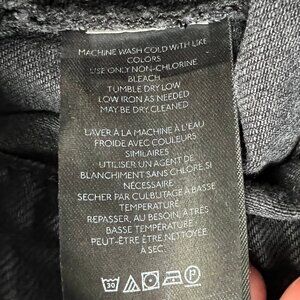 MACHINE WASH COLD WITH LIKE
COLORS
USE ONLY NON-CHLORINE
BLEACH
TUMBLE DRY LOW
LOW IRON AS NEEDED
MAY BE DRY CLEANED
LAVER À LA MACHINE À L'EAU
FROIDE AVEC COULEURS
SIMILAIRES
UTILISER UN AGENT DE
BLANCHIMENT SANS CHLORE, SI
NÉCESSAIRE
SÉCHER PAR CULBUTAGE À BASSE
TEMPÉRATURE
REPASSER, AU BESOIN, À TRÈS
BASSE TEMPÉRATURE
PEUT-ÊTRE ÊTRE NETTOYÉE
À SEC
30 P